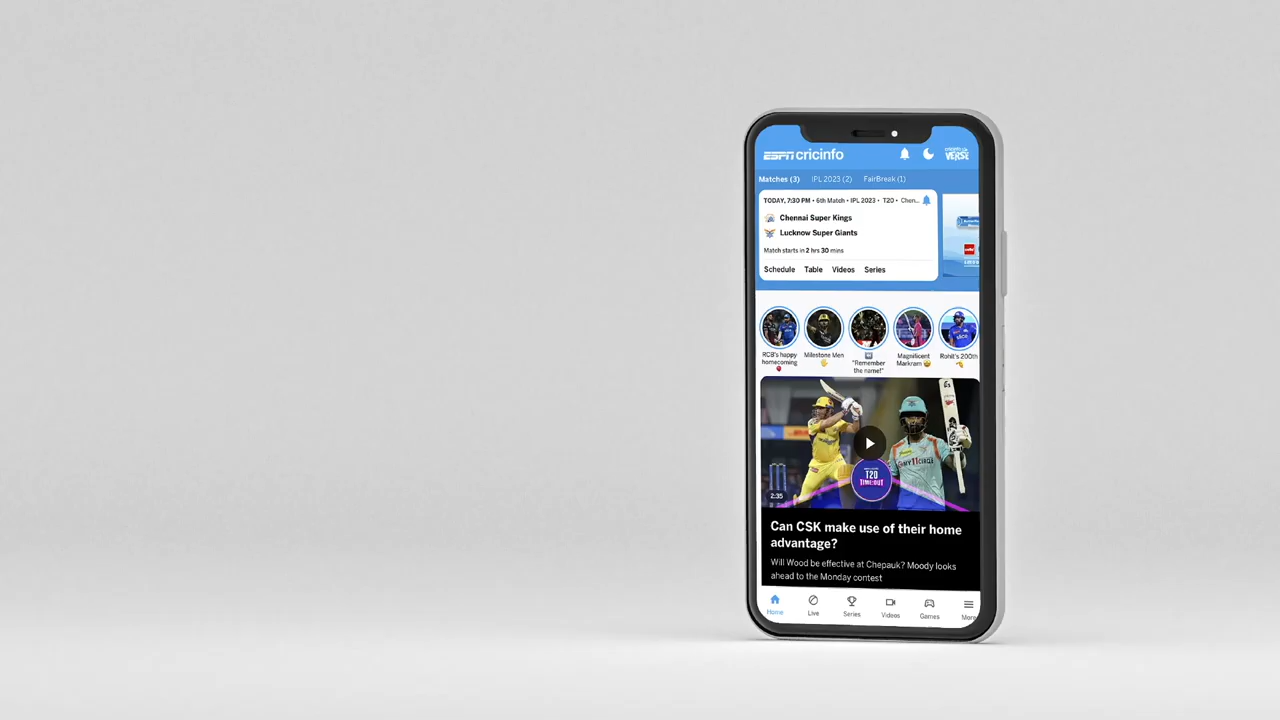 ESPN cricinfo
cricinfo VERSE
Matches (3) IPL 2023 (2) FairBreak (1)
TODAY, 7:30 PM • 6th Match • IPL 2023 • T20 • Chen...
Chennai Super Kings
Lucknow Super Giants
Match starts in 2 hrs 30 mins
Schedule Table Videos Series
RCB's happy
homecoming
Milestone Men
"Remember
the name!"
Magnificent
Markram
Rohit's 200th
MY11CIRCLE
T20
TIME:OUT
2:35
Can CSK make use of their home
advantage?
Will Wood be effective at Chepauk? Moody looks
ahead to the Monday contest
Home Live Series Videos Games More